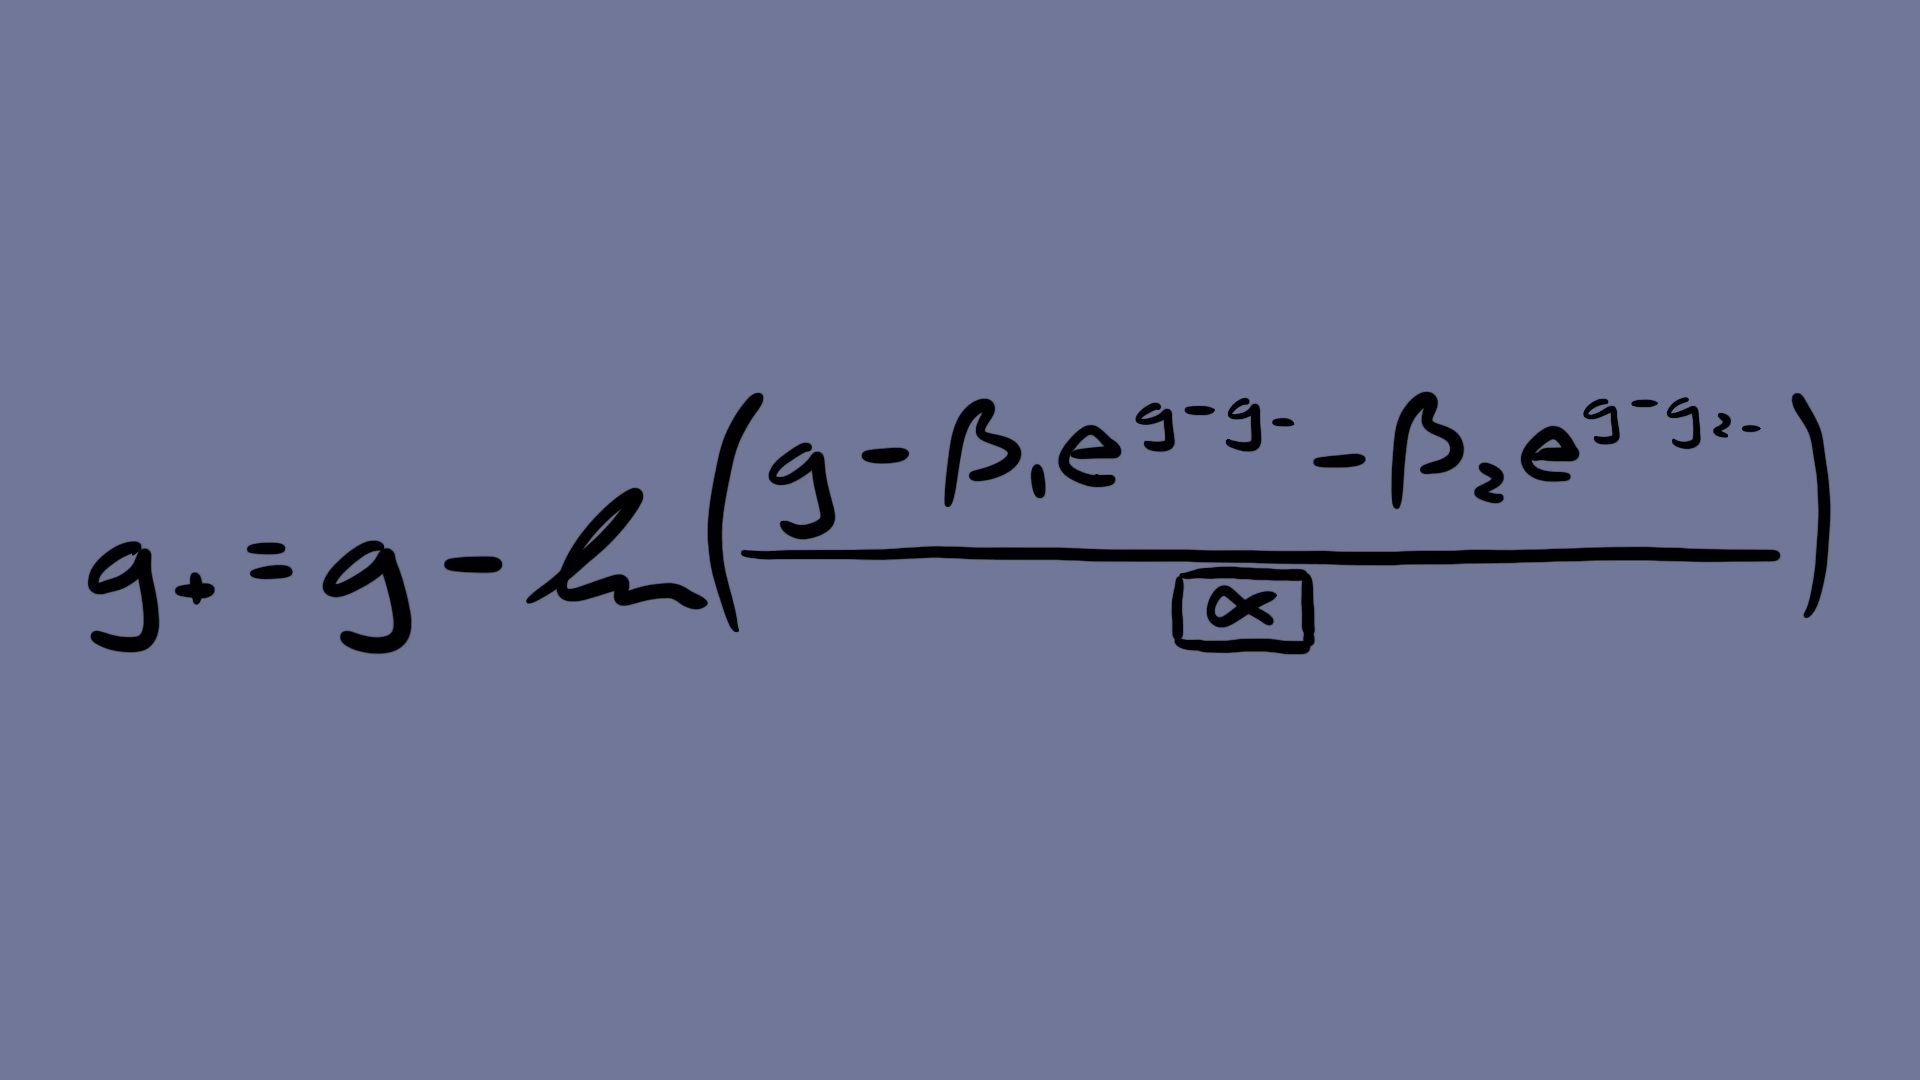 g₊ = g - ln((g - β₁e^(g - g₋) - β₂e^(g - g₂₋))/α)